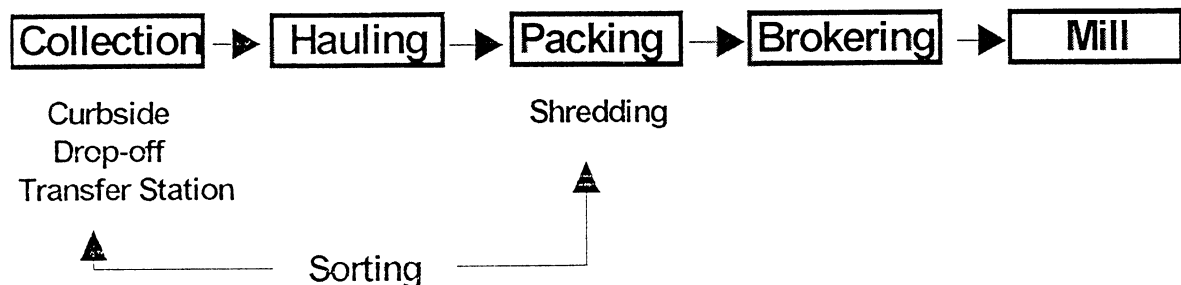 Collection Hauling Packing Brokering Mill
Curbside Shredding
Drop-off
Transfer Station
Sorting